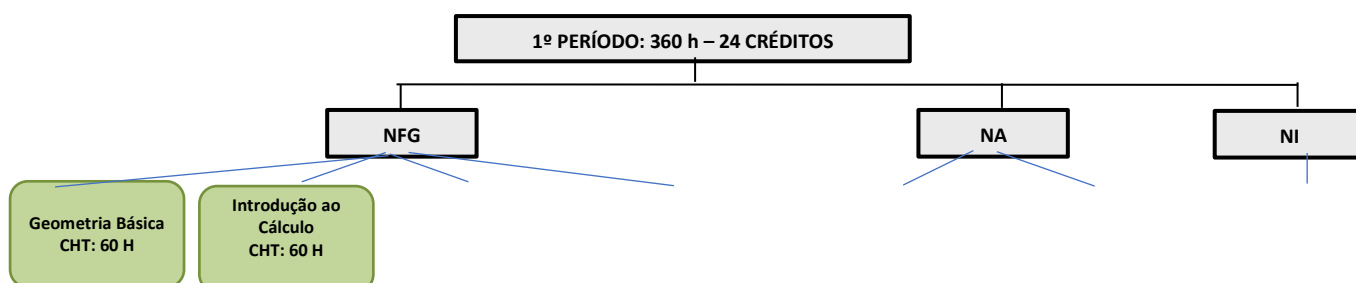 1º PERÍODO: 360 h – 24 CRÉDITOS
NFG
NA
NI
Geometria Básica
CHT: 60 H
Introdução ao
Cálculo
CHT: 60 H